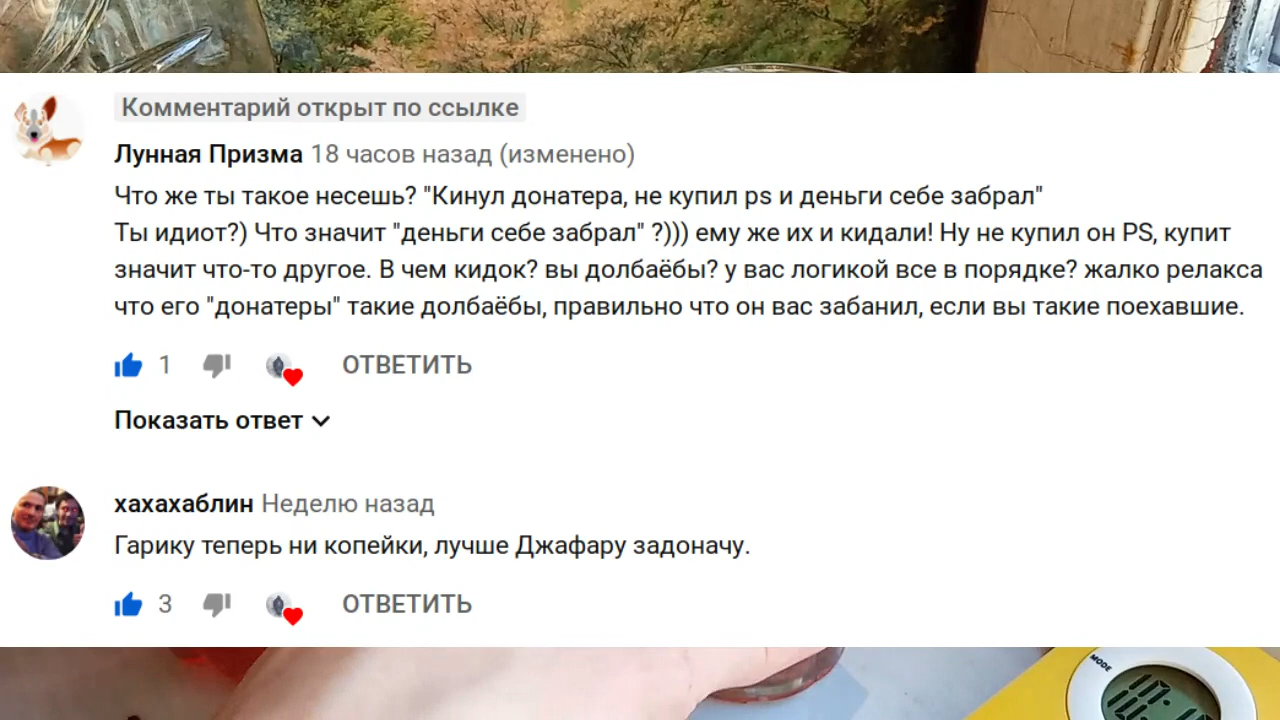 Комментарий открыт по ссылке
Лунная Призма 18 часов назад (изменено)
Что же ты такое несешь? "Кинул донатера, не купил ps и деньги себе забрал"
Ты идиот?) Что значит "деньги себе забрал" ?))) ему же их и кидали! Ну не купил он PS, купит
значит что-то другое. В чем кидок? вы долбаёбы? у вас логикой все в порядке? жалко релакса
что его "донатеры" такие долбаёбы, правильно что он вас забанил, если вы такие поехавшие.
1 ОТВЕТИТЬ
Показать ответ
хахахаблин Неделю назад
Гарику теперь ни копейки, лучше Джафару задоначу.
3 ОТВЕТИТЬ
MODE